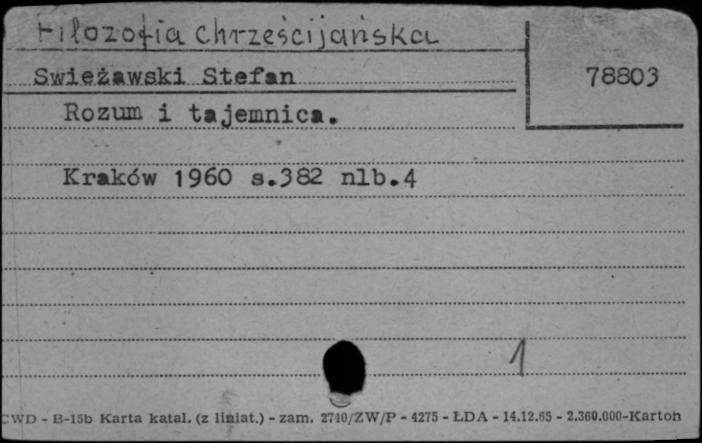 Filozofia chrześcijańska
Swieżawski Stefan
78803
Rozum i tajemnica.
Kraków 1960 s.382 nlb.4
1
CWD - B-15b Karta katal. (z liniat.) - zam. 2740/ZW/P - 4275 - ŁDA - 14.12.65 - 2.360.000-Karton